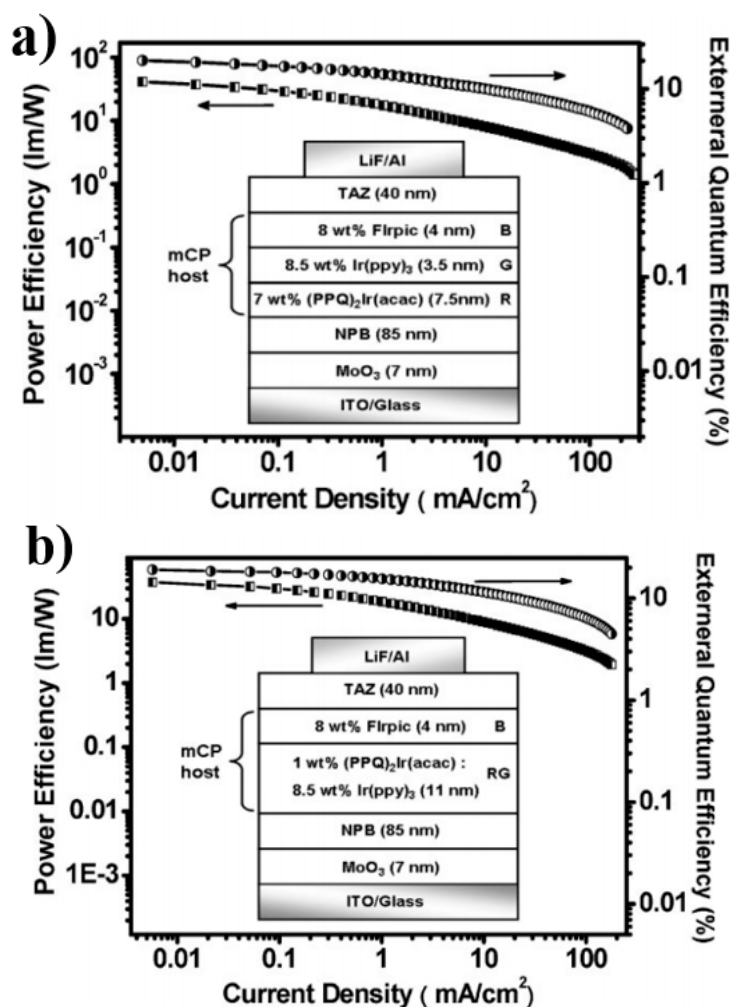 a)
Power Efficiency (lm/W)
10²
10¹
10⁰
10⁻¹
10⁻²
10⁻³
LiF/Al
TAZ (40 nm)
mCP
host
8 wt% FIrpic (4 nm) B
8.5 wt% Ir(ppy)₃ (3.5 nm) G
7 wt% (PPQ)₂Ir(acac) (7.5nm) R
NPB (85 nm)
MoO₃ (7 nm)
ITO/Glass
10
1
0.1
0.01
Externeral Quantum Efficiency (%)
0.01 0.1 1 10 100
Current Density ( mA/cm²)
b)
Power Efficiency (lm/W)
10
1
0.1
0.01
1E-3
LiF/Al
TAZ (40 nm)
mCP
host
8 wt% FIrpic (4 nm) B
1 wt% (PPQ)₂Ir(acac) :
8.5 wt% Ir(ppy)₃ (11 nm)
RG
NPB (85 nm)
MoO₃ (7 nm)
ITO/Glass
10
1
0.1
0.01
Externeral Quantum Efficiency (%)
0.01 0.1 1 10 100
Current Density ( mA/cm²)